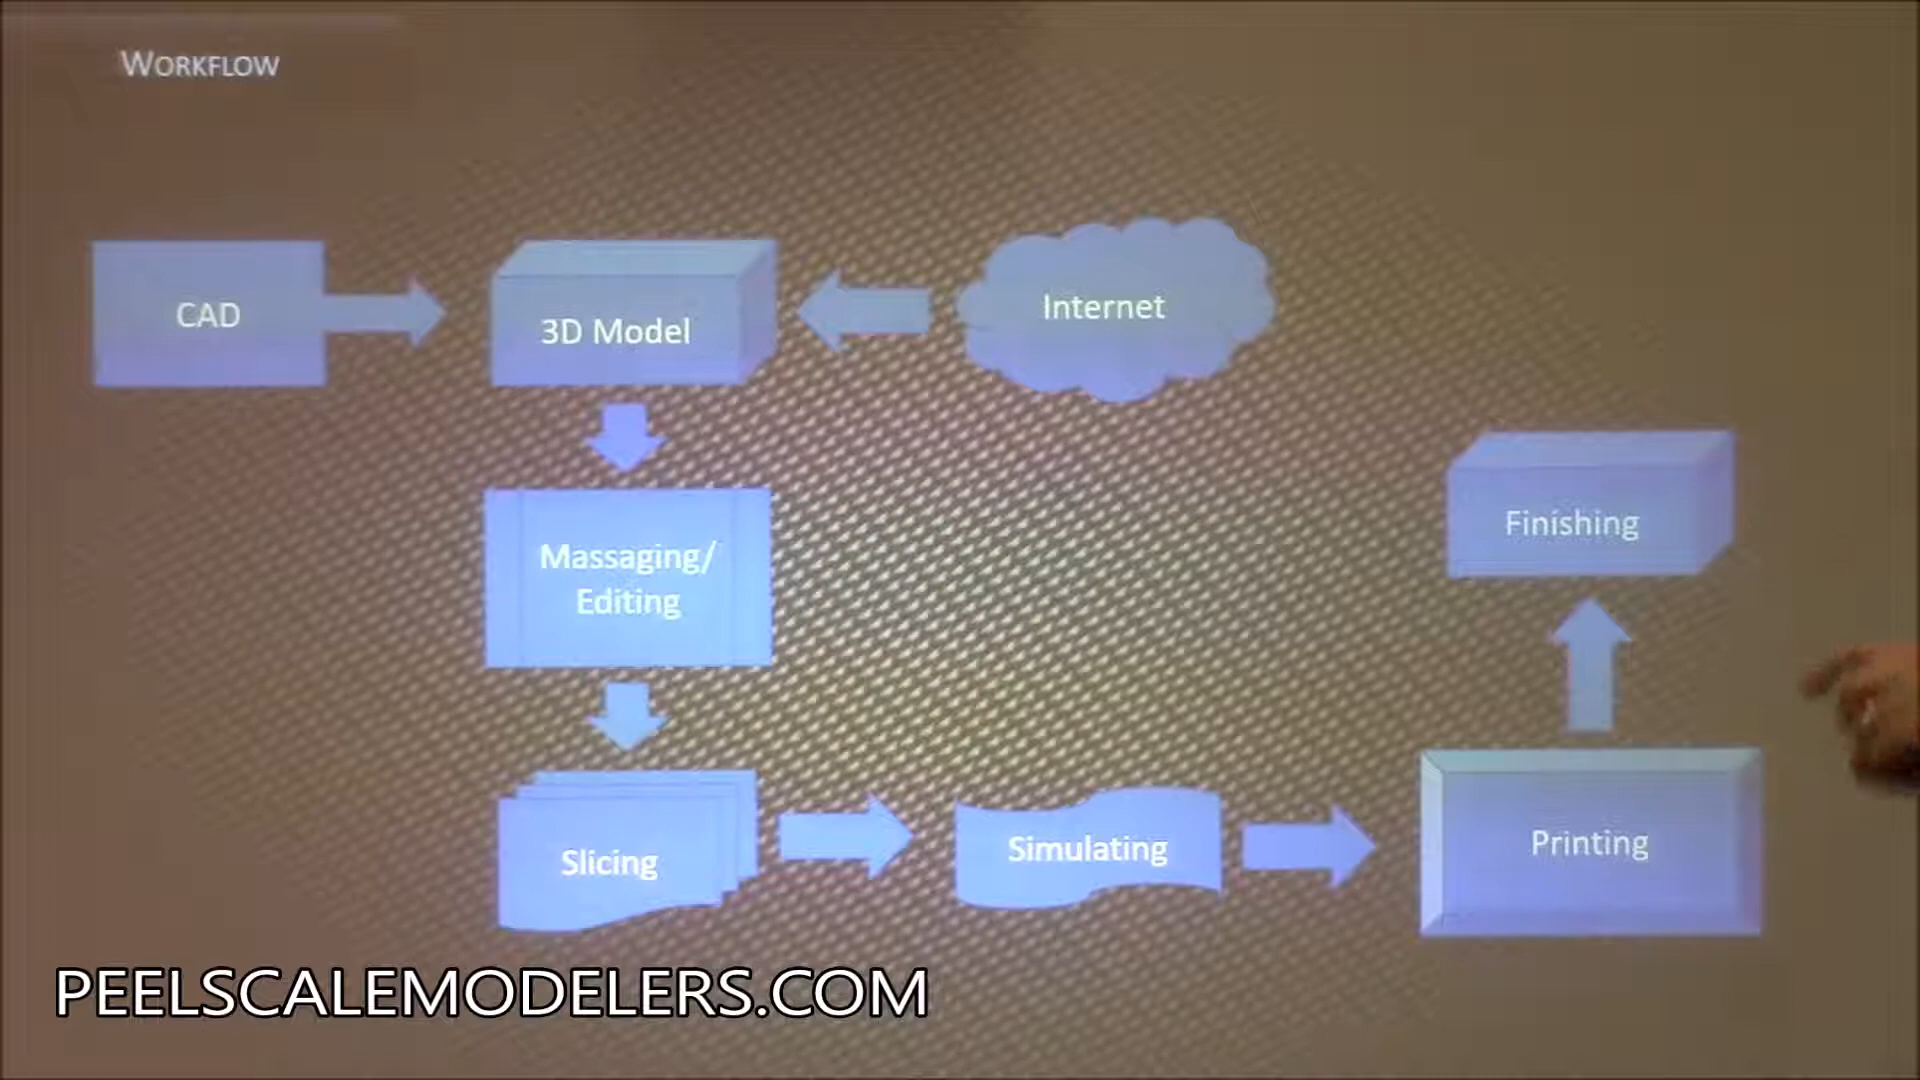 WORKFLOW
CAD
3D Model
Internet
Massaging/
Editing
Finishing
Slicing
Simulating
Printing
PEELSCALEMODELERS.COM